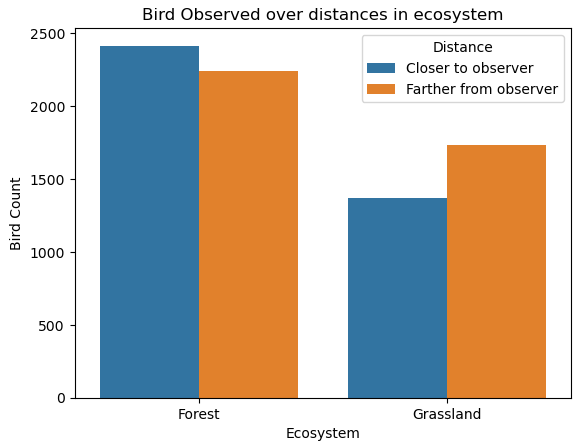 Bird Observed over distances in ecosystem
Distance
Closer to observer
Farther from observer
Bird Count
2500
2000
1500
1000
500
0
Forest
Grassland
Ecosystem